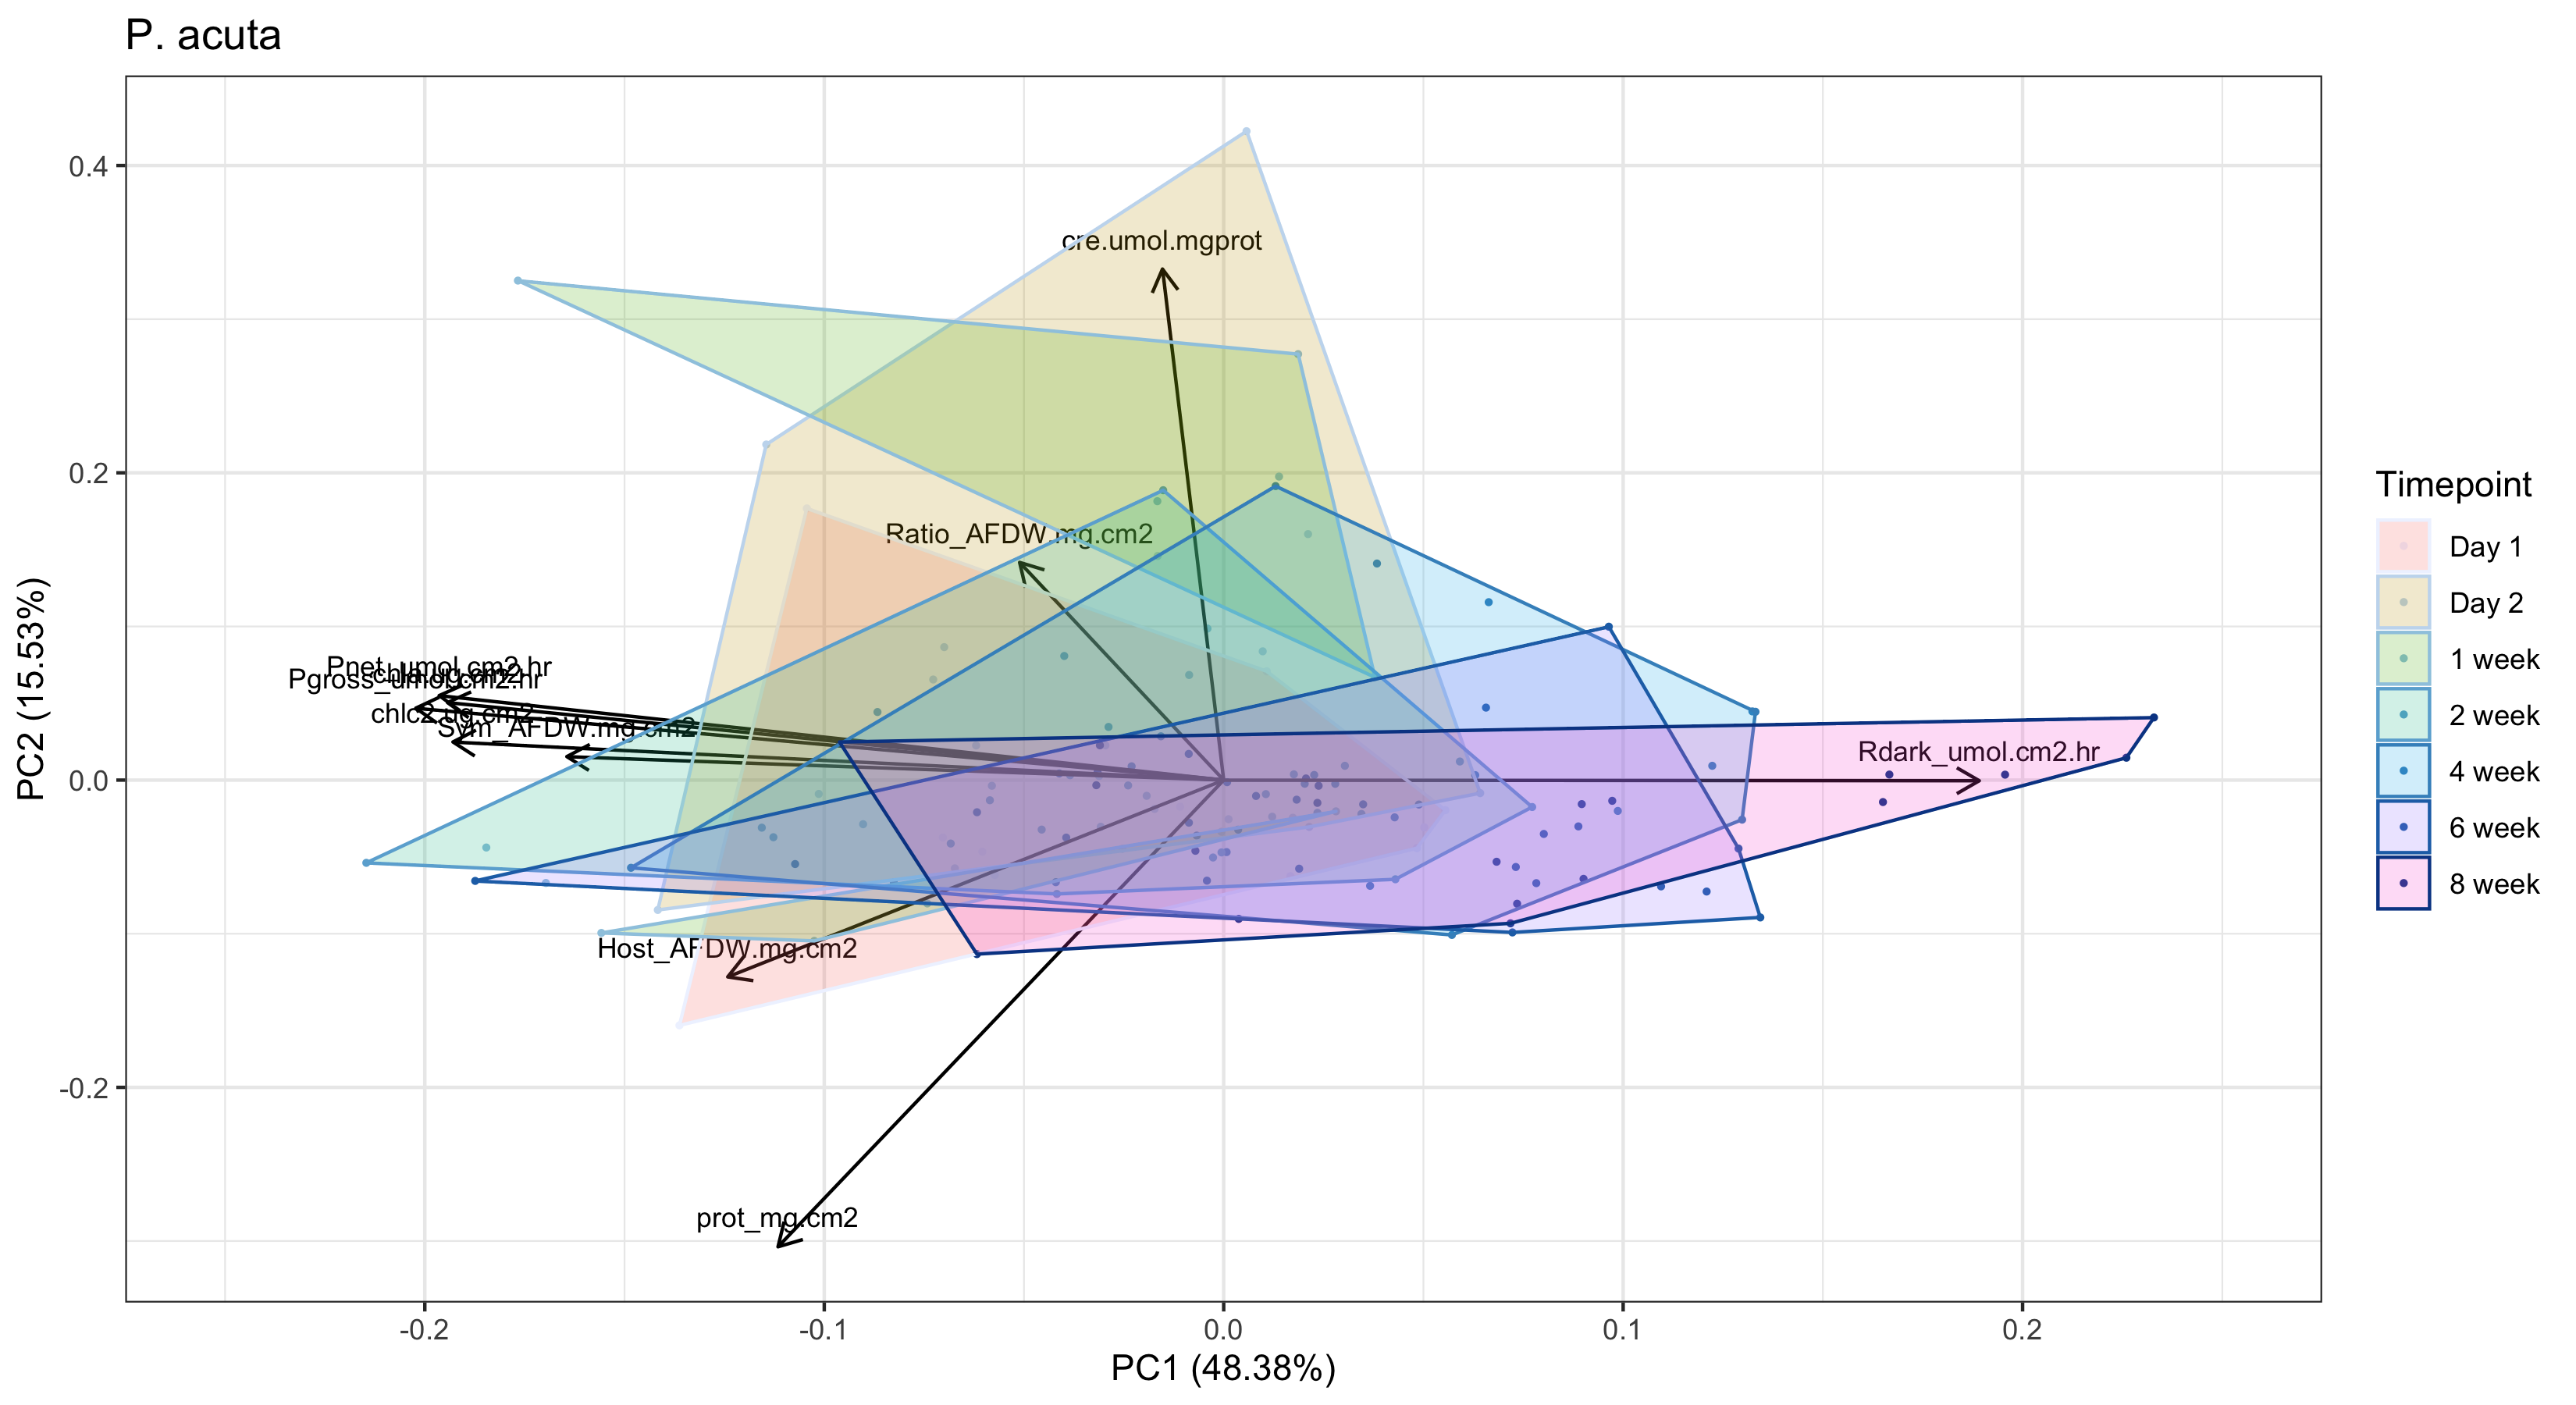 P. acuta
0.4
cre.umol.mgprot
0.2
Ratio_AFDW.mg.cm2
Pnet_umol.cm2.hr
chla.ug.cm2
Pgross_umol.cm2.hr
chlc2.ug.cm2
Sym_AFDW.mg.cm2
Rdark_umol.cm2.hr
0.0
Host_AFDW.mg.cm2
-0.2
prot_mg.cm2
PC2 (15.53%)
-0.2
-0.1
0.0
0.1
0.2
PC1 (48.38%)
Timepoint
Day 1
Day 2
1 week
2 week
4 week
6 week
8 week